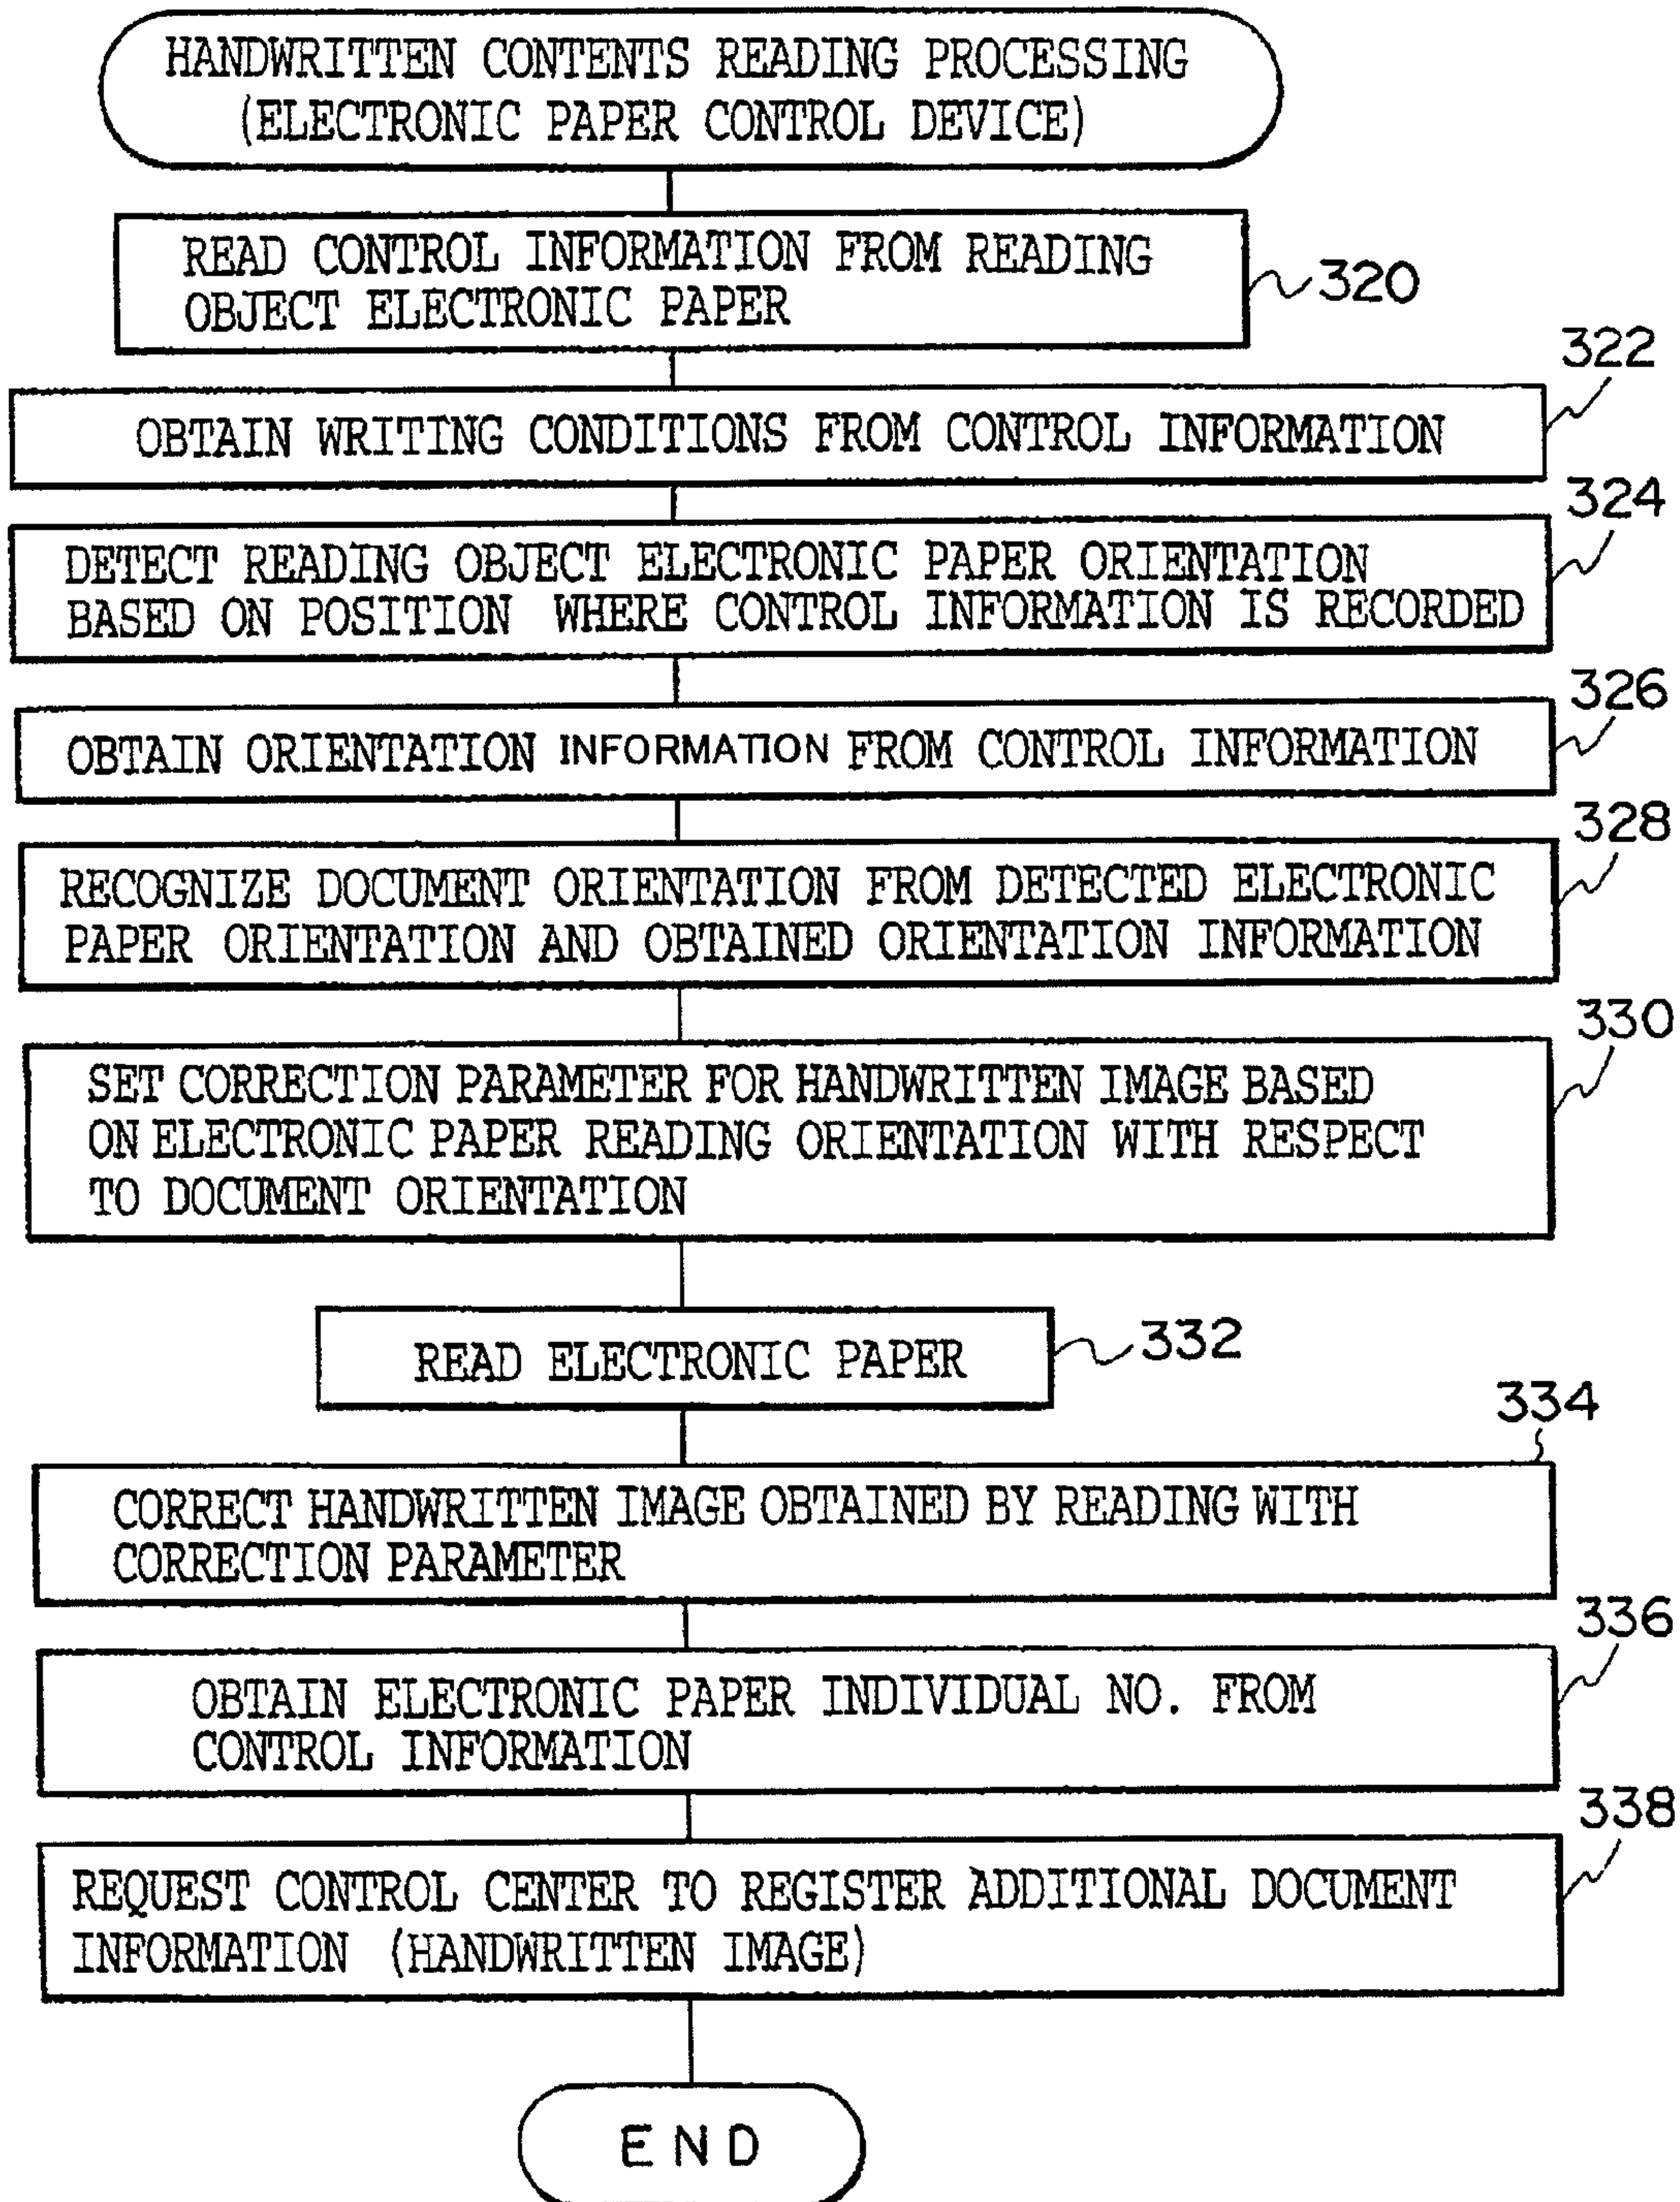 HANDWRITTEN CONTENTS READING PROCESSING
(ELECTRONIC PAPER CONTROL DEVICE)
READ CONTROL INFORMATION FROM READING
OBJECT ELECTRONIC PAPER
320
322
OBTAIN WRITING CONDITIONS FROM CONTROL INFORMATION
324
DETECT READING OBJECT ELECTRONIC PAPER ORIENTATION
BASED ON POSITION WHERE CONTROL INFORMATION IS RECORDED
326
OBTAIN ORIENTATION INFORMATION FROM CONTROL INFORMATION
328
RECOGNIZE DOCUMENT ORIENTATION FROM DETECTED ELECTRONIC
PAPER ORIENTATION AND OBTAINED ORIENTATION INFORMATION
330
SET CORRECTION PARAMETER FOR HANDWRITTEN IMAGE BASED
ON ELECTRONIC PAPER READING ORIENTATION WITH RESPECT
TO DOCUMENT ORIENTATION
READ ELECTRONIC PAPER
332
334
CORRECT HANDWRITTEN IMAGE OBTAINED BY READING WITH
CORRECTION PARAMETER
336
OBTAIN ELECTRONIC PAPER INDIVIDUAL NO. FROM
CONTROL INFORMATION
338
REQUEST CONTROL CENTER TO REGISTER ADDITIONAL DOCUMENT
INFORMATION (HANDWRITTEN IMAGE)
END